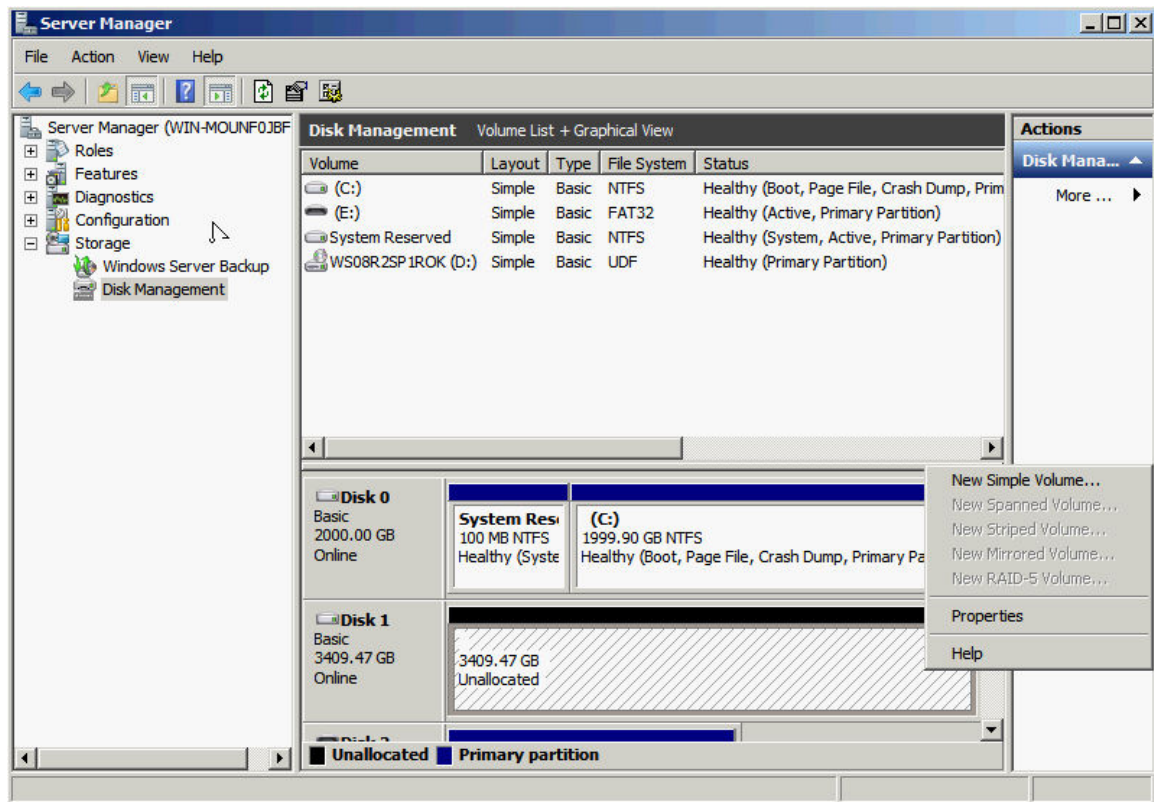 Server Manager
File Action View Help
Server Manager (WIN-MOUNF0JBF
Roles
Features
Diagnostics
Configuration
Storage
Windows Server Backup
Disk Management
Disk Management Volume List + Graphical View
Volume Layout Type File System Status
(C:) Simple Basic NTFS Healthy (Boot, Page File, Crash Dump, Prim
(E:) Simple Basic FAT32 Healthy (Active, Primary Partition)
System Reserved Simple Basic NTFS Healthy (System, Active, Primary Partition)
WS08R2SP1ROK (D:) Simple Basic UDF Healthy (Primary Partition)
Disk 0
Basic
2000.00 GB
Online
System Res
100 MB NTFS
Healthy (Syste
(C:)
1999.90 GB NTFS
Healthy (Boot, Page File, Crash Dump, Primary Pa
Disk 1
Basic
3409.47 GB
Online
3409.47 GB
Unallocated
Unallocated Primary partition
Actions
Disk Mana...
More ...
New Simple Volume...
New Spanned Volume...
New Striped Volume...
New Mirrored Volume...
New RAID-5 Volume...
Properties
Help